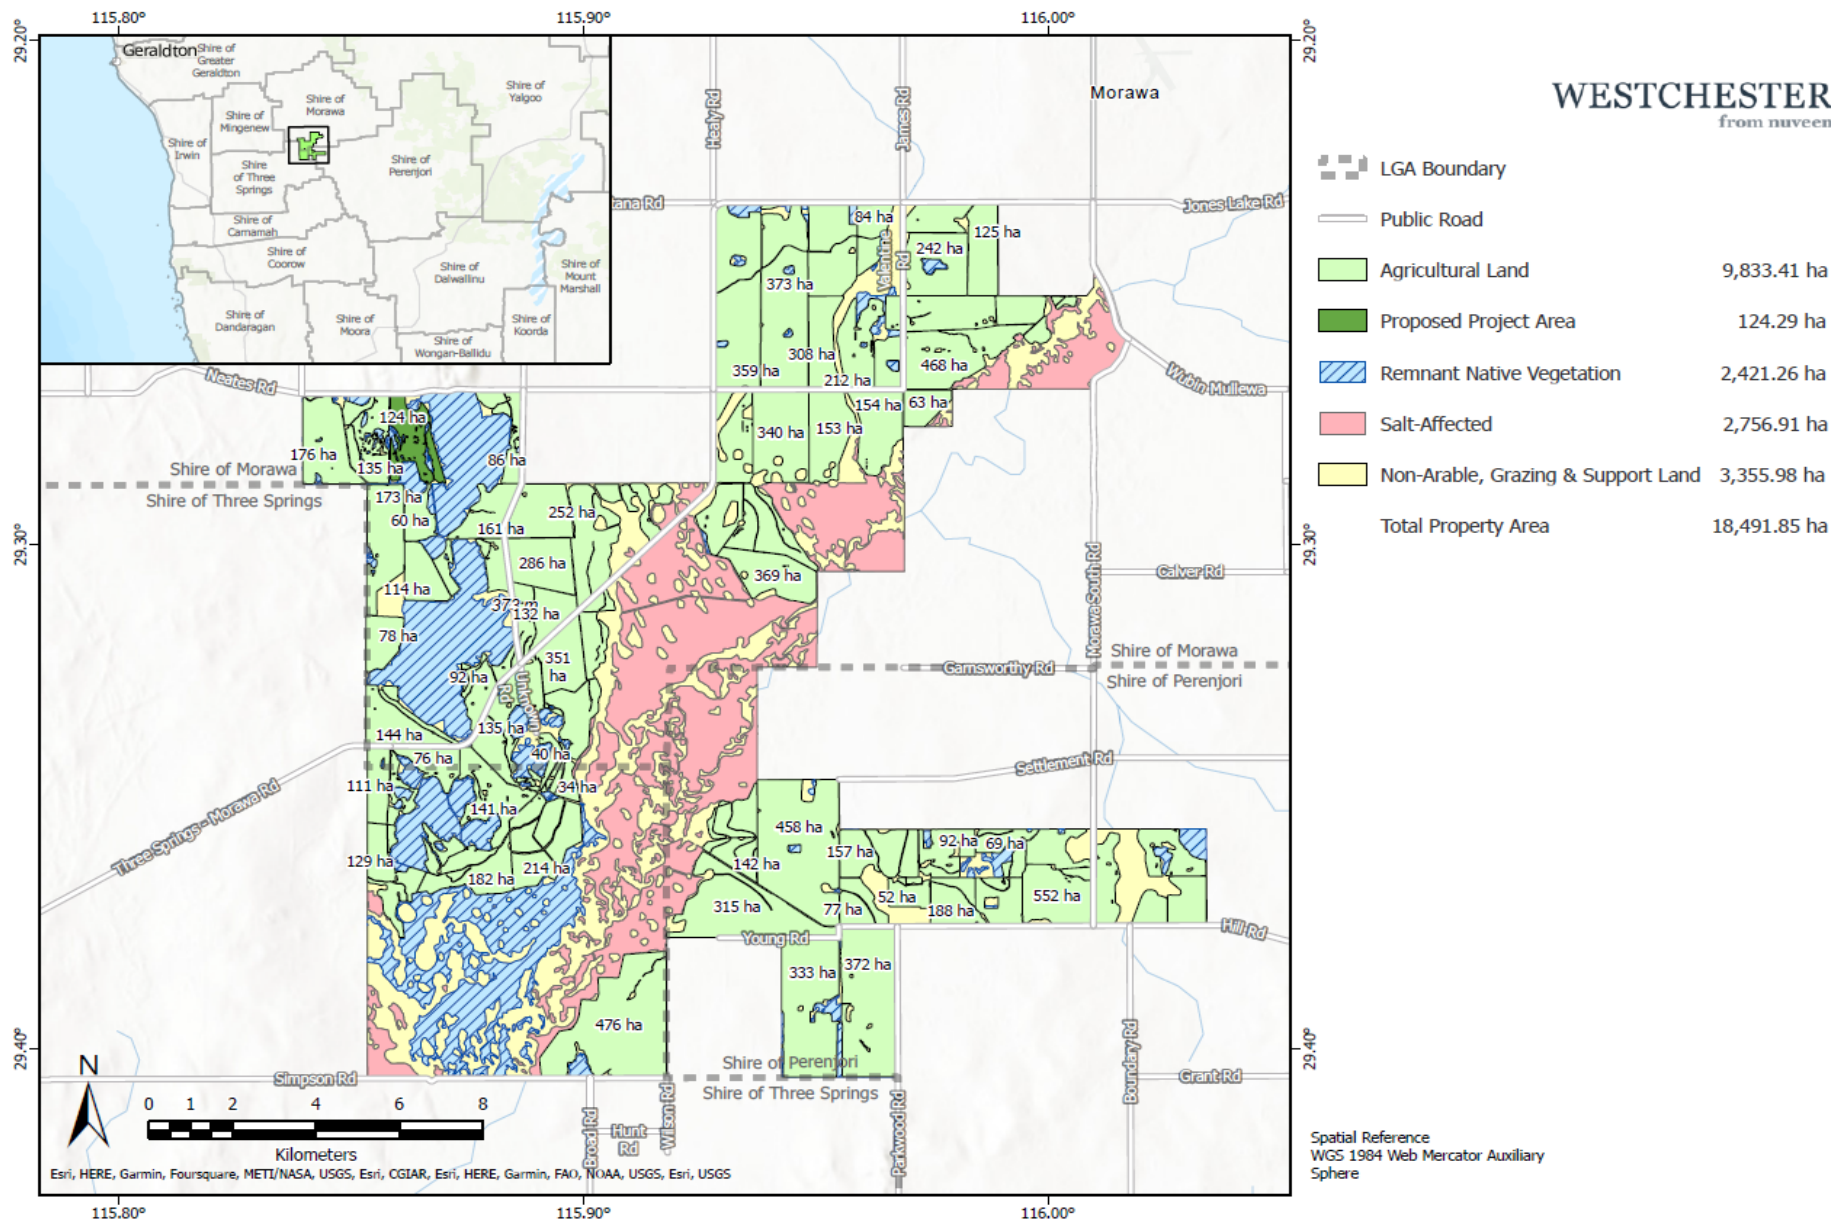 115.80°
115.90°
116.00°
29.20°
29.20°
Geraldton
Shire of
Greater
Geraldton
Shire of
Yalgoo
Shire of
Morawa
Shire of
Mingenew
Shire of
Irwin
Shire
of Three
Springs
Shire of
Perenjori
Shire of
Carnamah
Shire of
Coorow
Shire of
Dalwallinu
Shire of
Mount
Marshall
Shire of
Dandaragan
Shire of
Moora
Shire of
Koorda
Shire of
Wongan-Ballidu
Morawa
Healy Rd
James Rd
Jones Lake Rd
Valentine
Rd
84 ha
125 ha
242 ha
373 ha
308 ha
359 ha
212 ha
468 ha
Neates Rd
Wubin Mullewa
124 ha
154 ha
63 ha
340 ha
153 ha
176 ha
135 ha
86 ha
Shire of Morawa
Shire of Three Springs
173 ha
60 ha
161 ha
252 ha
29.30°
29.30°
286 ha
369 ha
Calver Rd
114 ha
132 ha
Morawa South Rd
78 ha
351
ha
92 ha
Garnsworthy Rd
Shire of Morawa
Shire of Perenjori
Unknown
Rd
144 ha
135 ha
76 ha
40 ha
Settlement Rd
111 ha
34 ha
141 ha
Three Springs - Morawa Rd
458 ha
157 ha
92 ha
69 ha
129 ha
182 ha
214 ha
142 ha
315 ha
77 ha
52 ha
188 ha
552 ha
Young Rd
Hill Rd
333 ha
372 ha
476 ha
29.40°
29.40°
Shire of Perenjori
Shire of Three Springs
Simpson Rd
Grant Rd
Boundary Rd
Broad Rd
Hunt
Rd
Wilson Rd
Parkwood Rd
N
0 1 2 4 6 8
Kilometers
Esri, HERE, Garmin, Foursquare, METI/NASA, USGS, Esri, CGIAR, Esri, HERE, Garmin, FAO, NOAA, USGS, Esri, USGS
115.80°
115.90°
116.00°
WESTCHESTER
from nuveen
LGA Boundary
Public Road
Agricultural Land 9,833.41 ha
Proposed Project Area 124.29 ha
Remnant Native Vegetation 2,421.26 ha
Salt-Affected 2,756.91 ha
Non-Arable, Grazing & Support Land 3,355.98 ha
Total Property Area 18,491.85 ha
Spatial Reference
WGS 1984 Web Mercator Auxiliary
Sphere